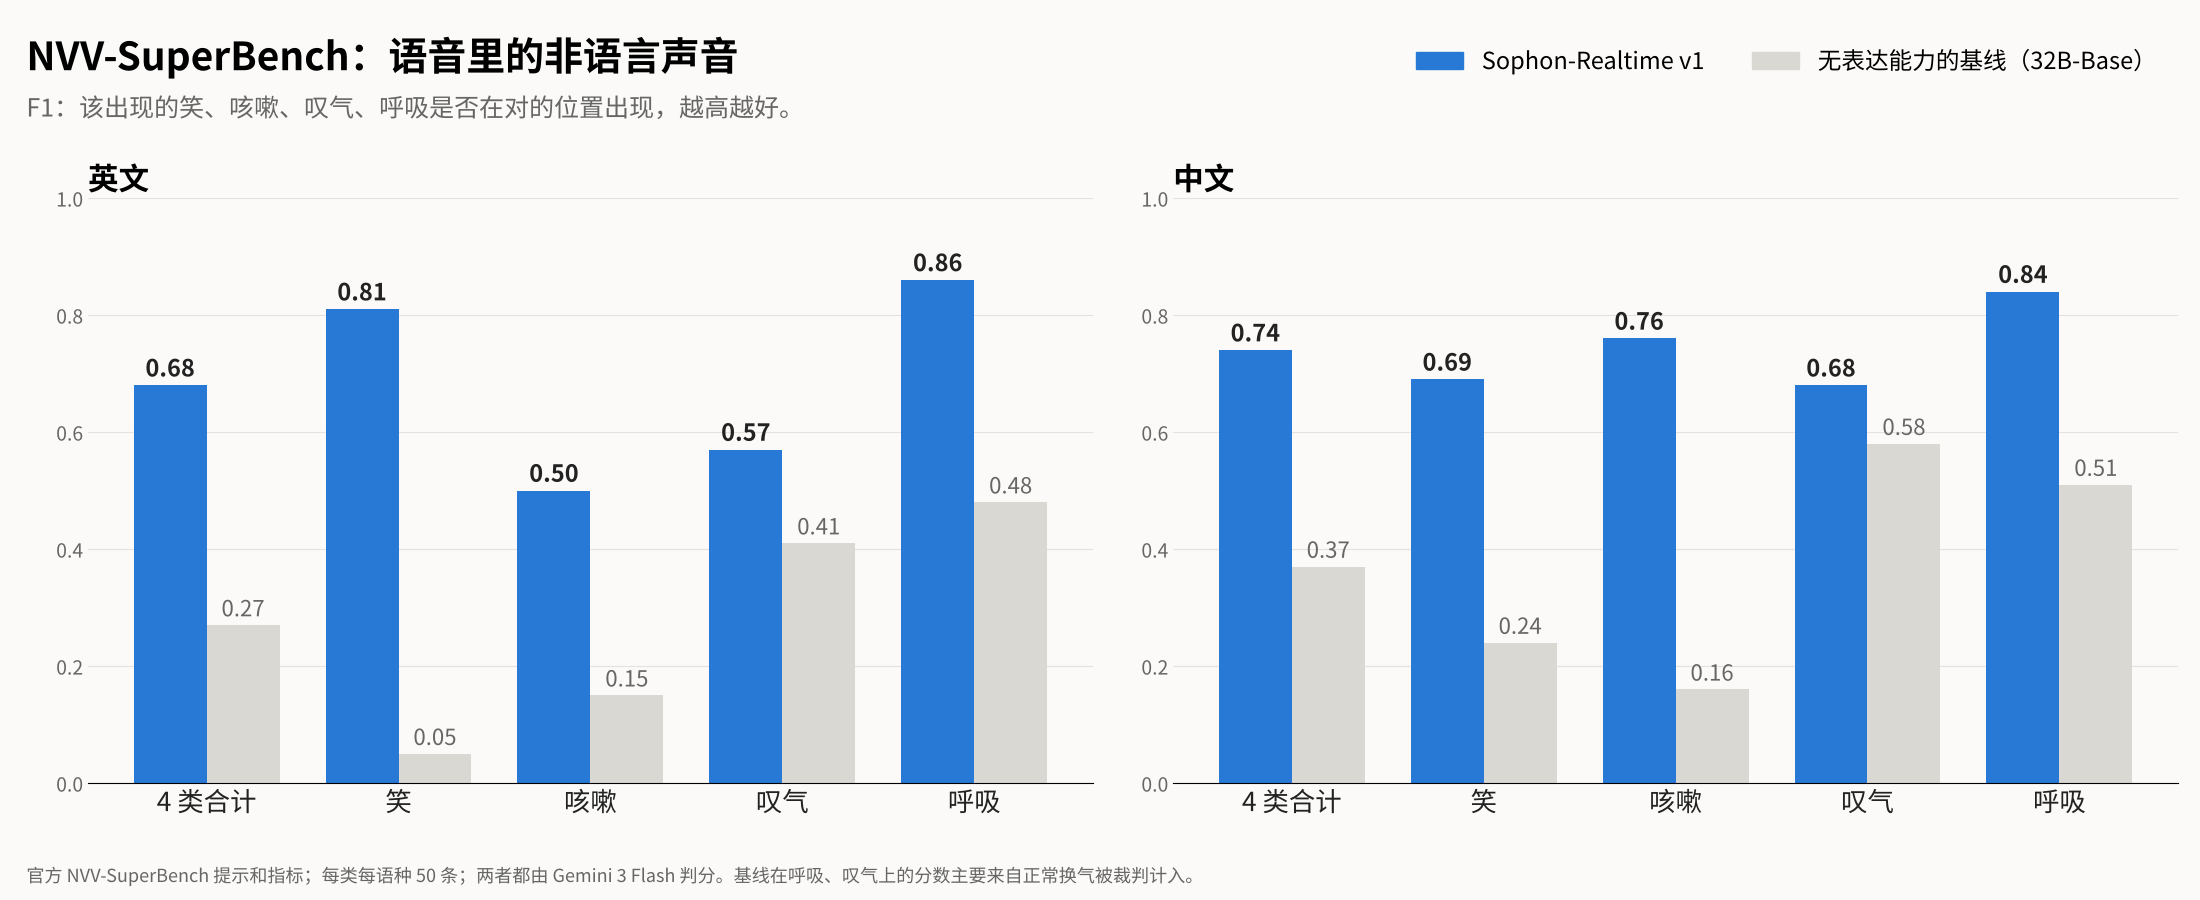 NVV-SuperBench：语音里的非语言声音
F1：该出现的笑、咳嗽、叹气、呼吸是否在对的位置出现，越高越好。
Sophon-Realtime v1
无表达能力的基线（32B-Base）
英文
1.0
0.8
0.6
0.4
0.2
0.0
0.68
0.27
0.81
0.05
0.50
0.15
0.57
0.41
0.86
0.48
4 类合计
笑
咳嗽
叹气
呼吸
中文
1.0
0.8
0.6
0.4
0.2
0.0
0.74
0.37
0.69
0.24
0.76
0.16
0.68
0.58
0.84
0.51
4 类合计
笑
咳嗽
叹气
呼吸
官方 NVV-SuperBench 提示和指标；每类每语种 50 条；两者都由 Gemini 3 Flash 判分。基线在呼吸、叹气上的分数主要来自正常换气被裁判计入。